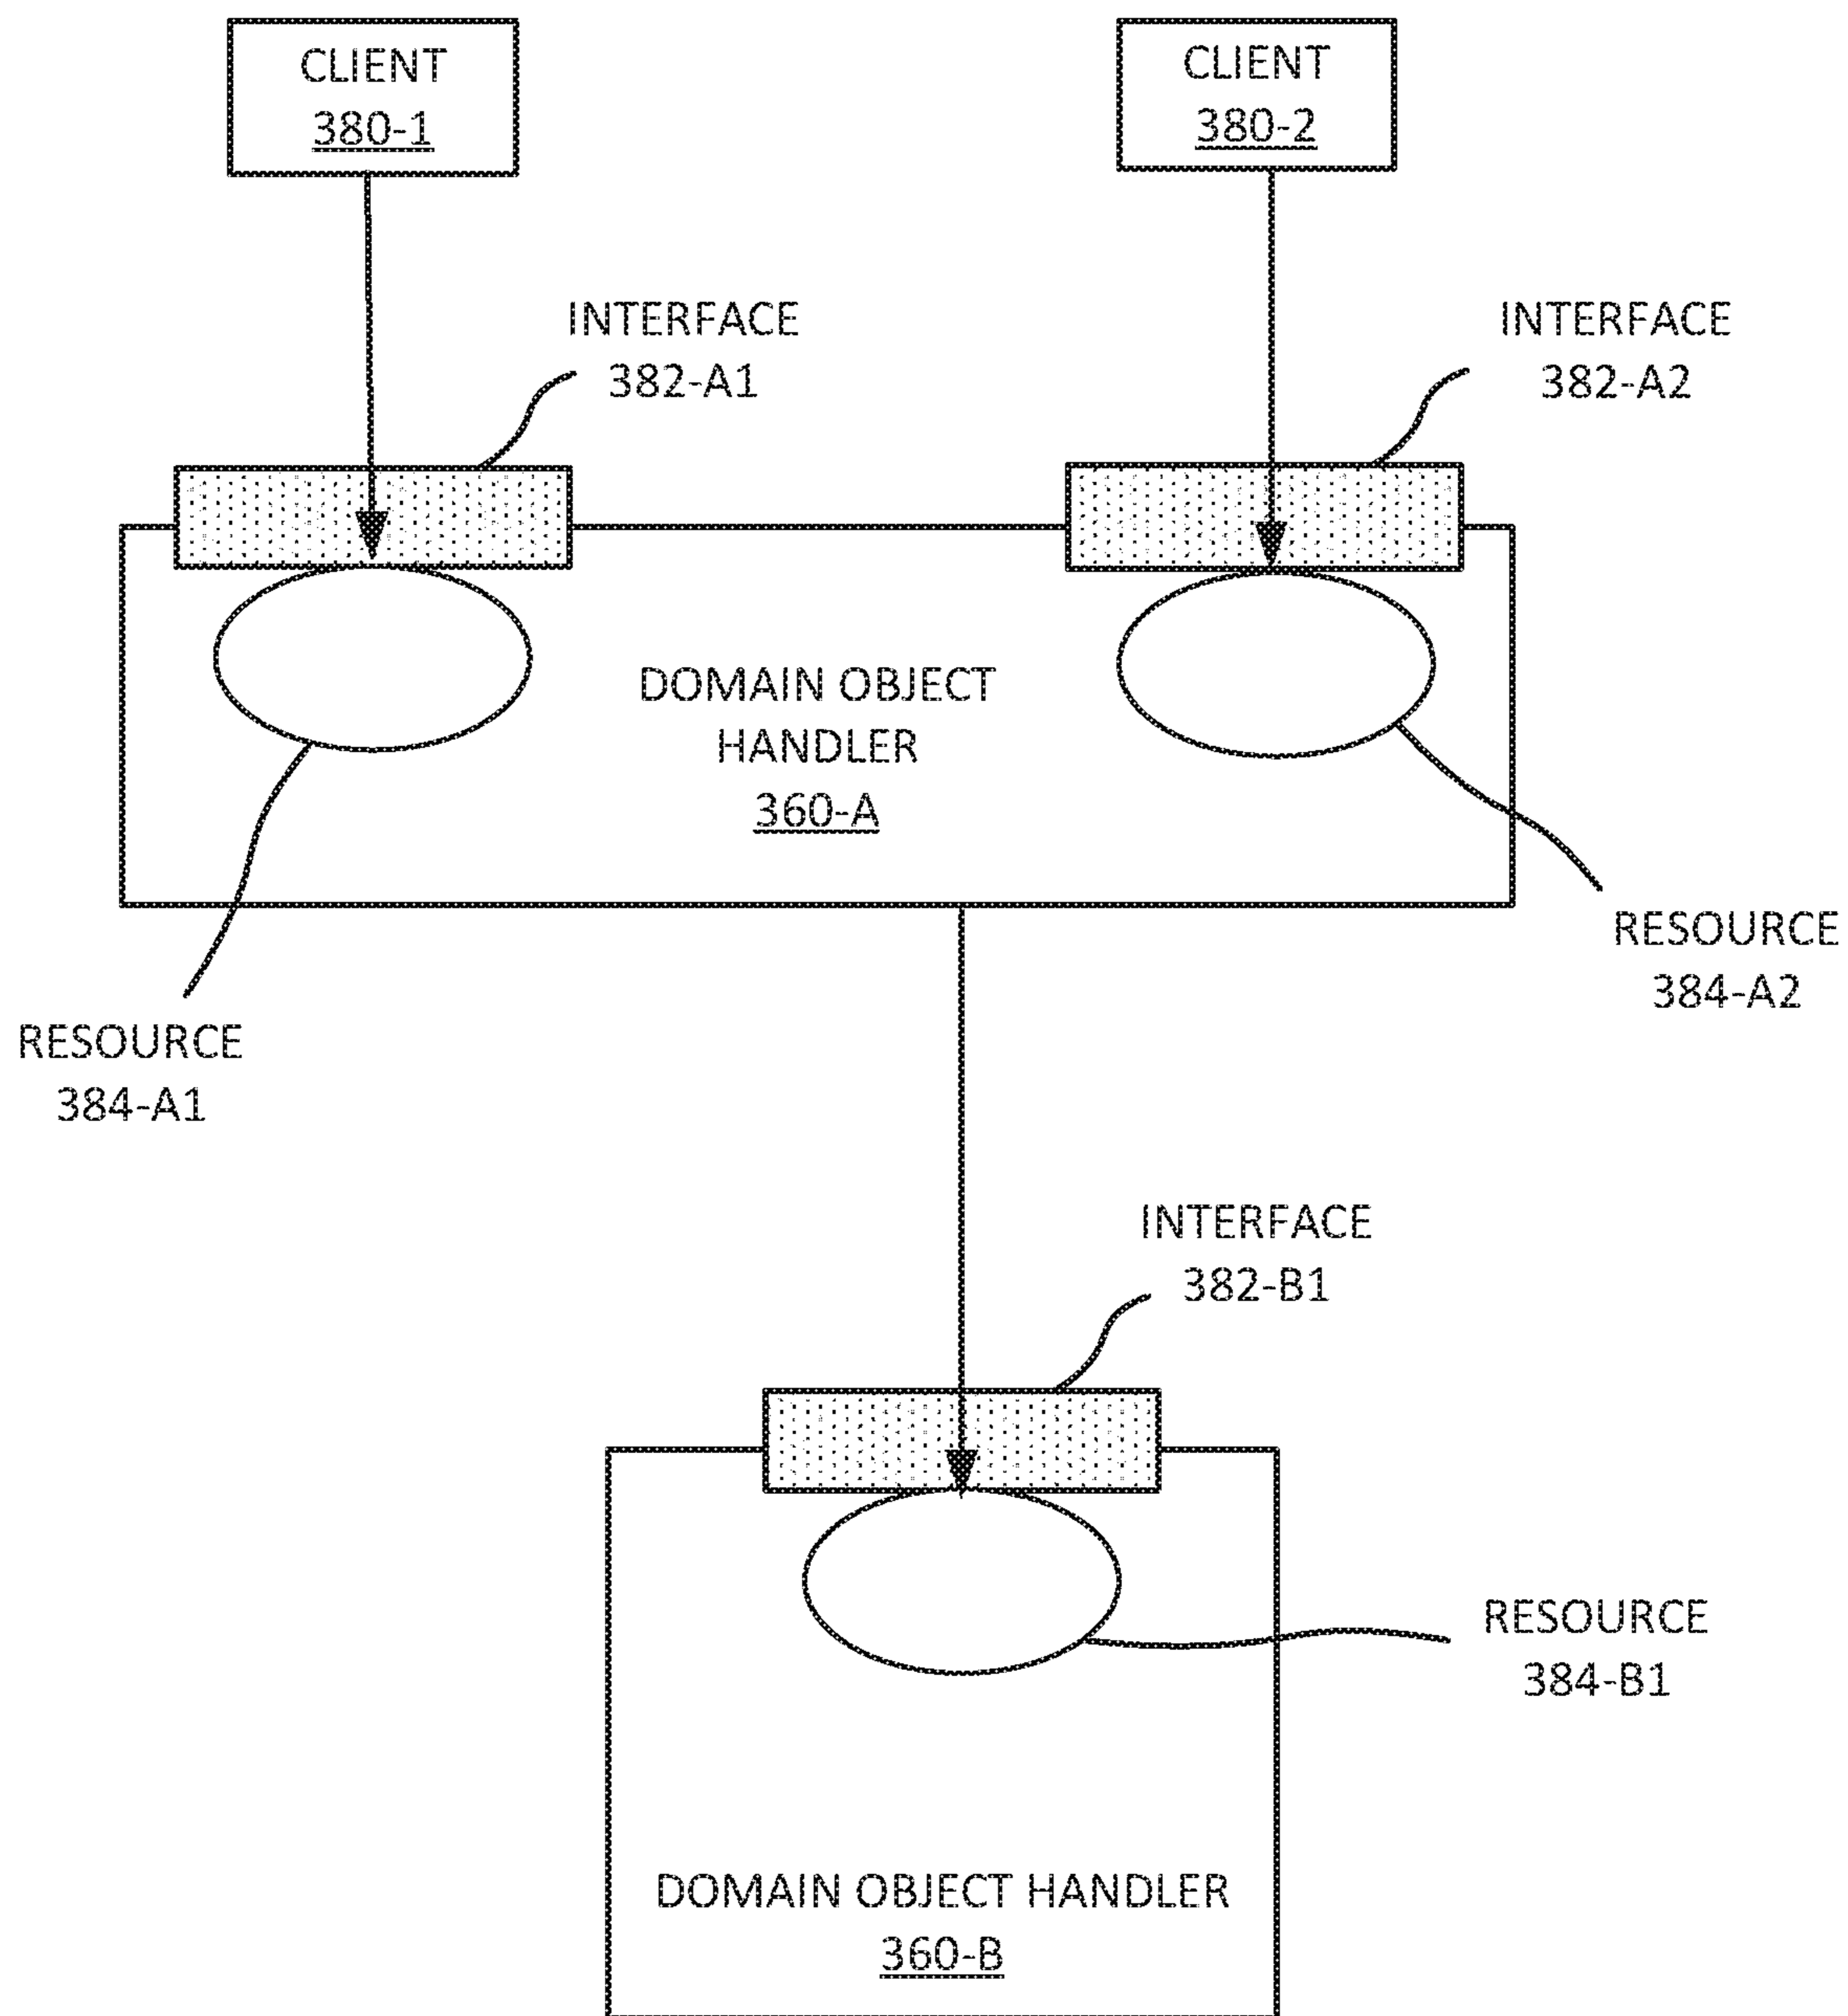 CLIENT
380-1
CLIENT
380-2
INTERFACE
382-A1
INTERFACE
382-A2
DOMAIN OBJECT
HANDLER
360-A
RESOURCE
384-A2
RESOURCE
384-A1
INTERFACE
382-B1
RESOURCE
384-B1
DOMAIN OBJECT HANDLER
360-B